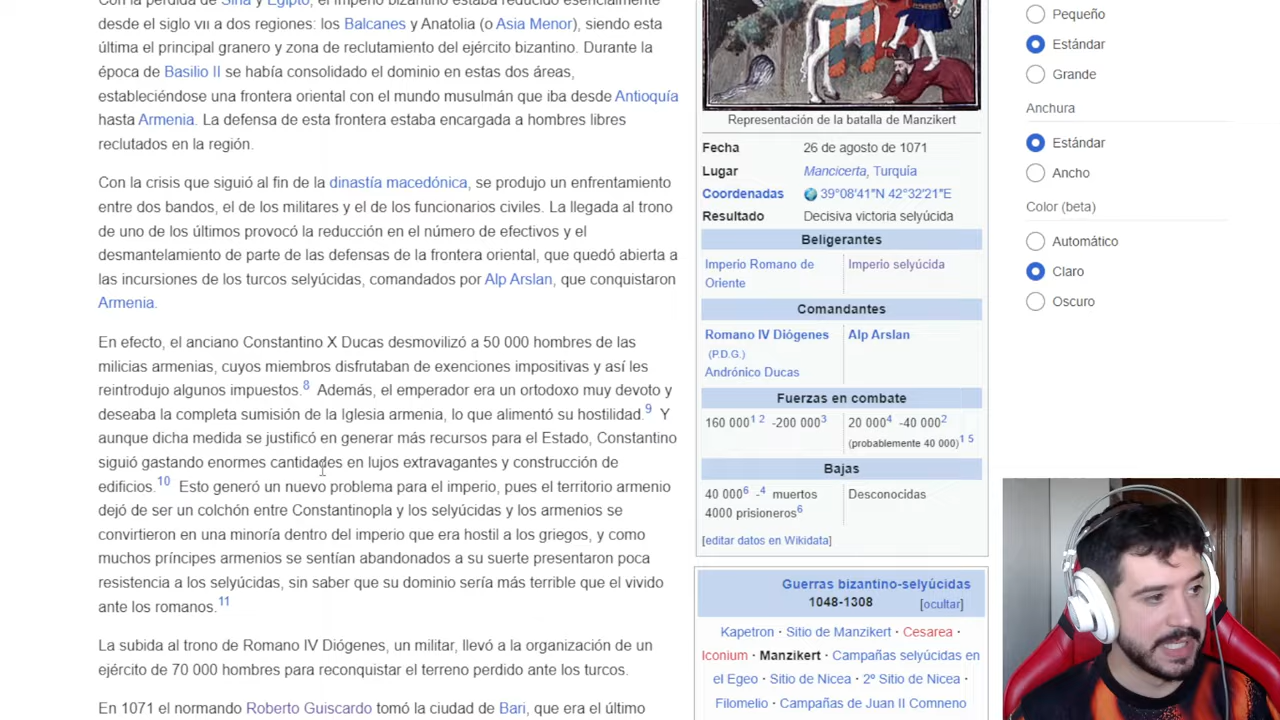 Con la pérdida de Siria y Egipto, el Imperio bizantino estaba reducido esencialmente
desde el siglo VII a dos regiones: los Balcanes y Anatolia (o Asia Menor), siendo esta
última el principal granero y zona de reclutamiento del ejército bizantino. Durante la
época de Basilio II se había consolidado el dominio en estas dos áreas,
estableciéndose una frontera oriental con el mundo musulmán que iba desde Antioquía
hasta Armenia. La defensa de esta frontera estaba encargada a hombres libres
reclutados en la región.
Con la crisis que siguió al fin de la dinastía macedónica, se produjo un enfrentamiento
entre dos bandos, el de los militares y el de los funcionarios civiles. La llegada al trono
de uno de los últimos provocó la reducción en el número de efectivos y el
desmantelamiento de parte de las defensas de la frontera oriental, que quedó abierta a
las incursiones de los turcos selyúcidas, comandados por Alp Arslan, que conquistaron
Armenia.
En efecto, el anciano Constantino X Ducas desmovilizó a 50 000 hombres de las
milicias armenias, cuyos miembros disfrutaban de exenciones impositivas y así les
reintrodujo algunos impuestos.8 Además, el emperador era un ortodoxo muy devoto y
deseaba la completa sumisión de la Iglesia armenia, lo que alimentó su hostilidad.9 Y
aunque dicha medida se justificó en generar más recursos para el Estado, Constantino
siguió gastando enormes cantidades en lujos extravagantes y construcción de
edificios.10 Esto generó un nuevo problema para el imperio, pues el territorio armenio
dejó de ser un colchón entre Constantinopla y los selyúcidas y los armenios se
convirtieron en una minoría dentro del imperio que era hostil a los griegos, y como
muchos príncipes armenios se sentían abandonados a su suerte presentaron poca
resistencia a los selyúcidas, sin saber que su dominio sería más terrible que el vivido
ante los romanos.11
La subida al trono de Romano IV Diógenes, un militar, llevó a la organización de un
ejército de 70 000 hombres para reconquistar el terreno perdido ante los turcos.
En 1071 el normando Roberto Guiscardo tomó la ciudad de Bari, que era el último
Representación de la batalla de Manzikert
Fecha 26 de agosto de 1071
Lugar Mancicerta, Turquía
Coordenadas 39°08′41″N 42°32′21″E
Resultado Decisiva victoria selyúcida
Beligerantes
Imperio Romano de Imperio selyúcida
Oriente
Comandantes
Romano IV Diógenes Alp Arslan
(P.D.G.)
Andrónico Ducas
Fuerzas en combate
160 0001 2 -200 0003 20 0004 -40 0002
(probablemente 40 000)1 5
Bajas
40 0006 -4 muertos Desconocidas
4000 prisioneros6
[editar datos en Wikidata]
Guerras bizantino-selyúcidas
1048-1308 [ocultar]
Kapetron · Sitio de Manzikert · Cesarea ·
Iconium · Manzikert · Campañas selyúcidas en
el Egeo · Sitio de Nicea · 2º Sitio de Nicea ·
Filomelio · Campañas de Juan II Comneno
Pequeño
Estándar
Grande
Anchura
Estándar
Ancho
Color (beta)
Automático
Claro
Oscuro